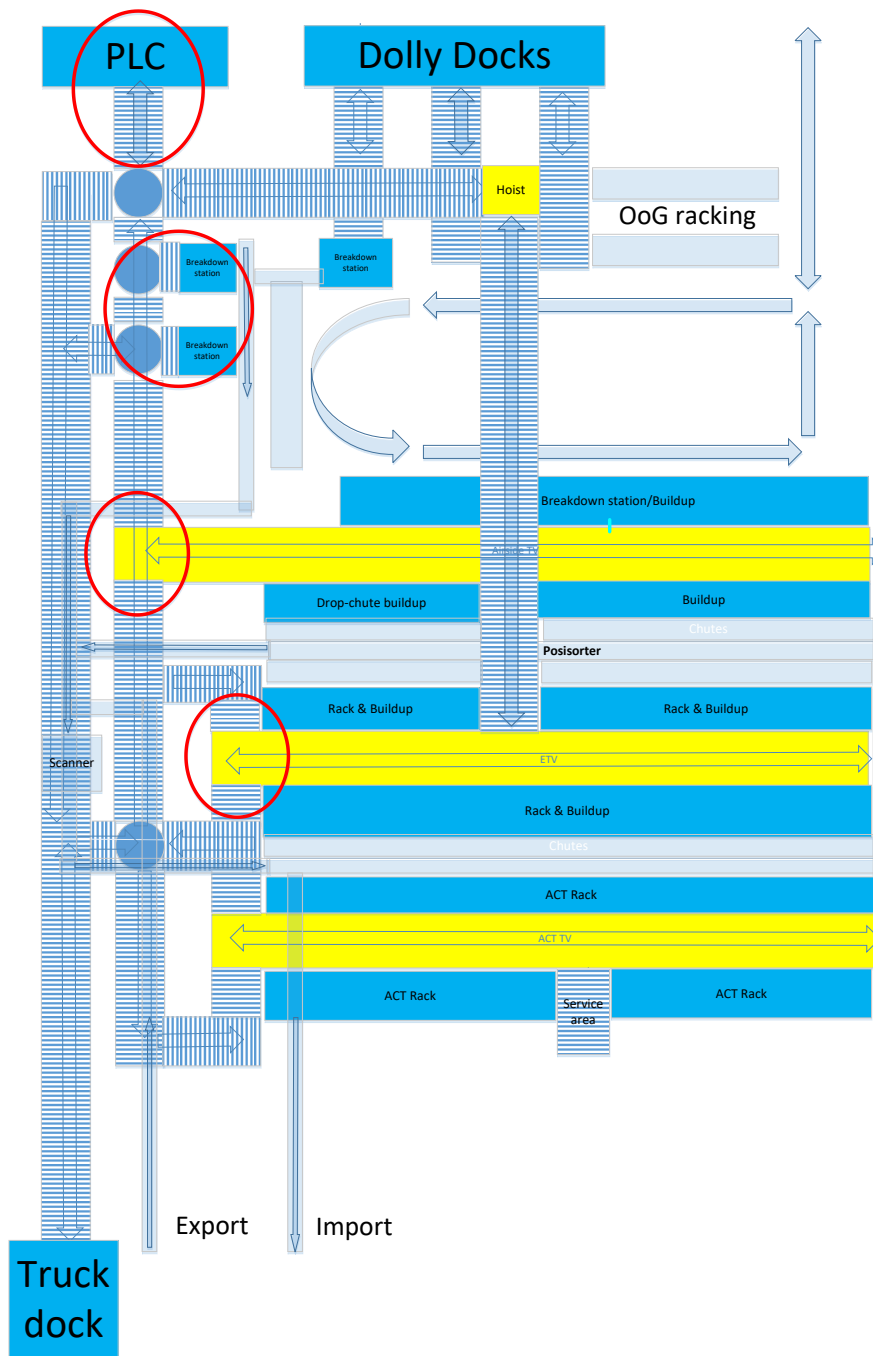 PLC
Dolly Docks
Hoist
OoG racking
Breakdown
station
Breakdown
station
Breakdown
station
Breakdown station/Buildup
Airside TV
Drop-chute buildup
Buildup
Chutes
Posisorter
Rack & Buildup
Rack & Buildup
Scanner
ETV
Rack & Buildup
Chutes
ACT Rack
ACT TV
ACT Rack
Service
area
ACT Rack
Export
Import
Truck
dock